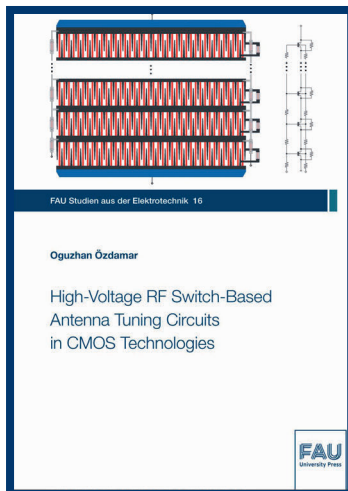 FAU Studien aus der Elektrotechnik 16
Oguzhan Özdamar
High-Voltage RF Switch-Based
Antenna Tuning Circuits
in CMOS Technologies
FAU
University Press